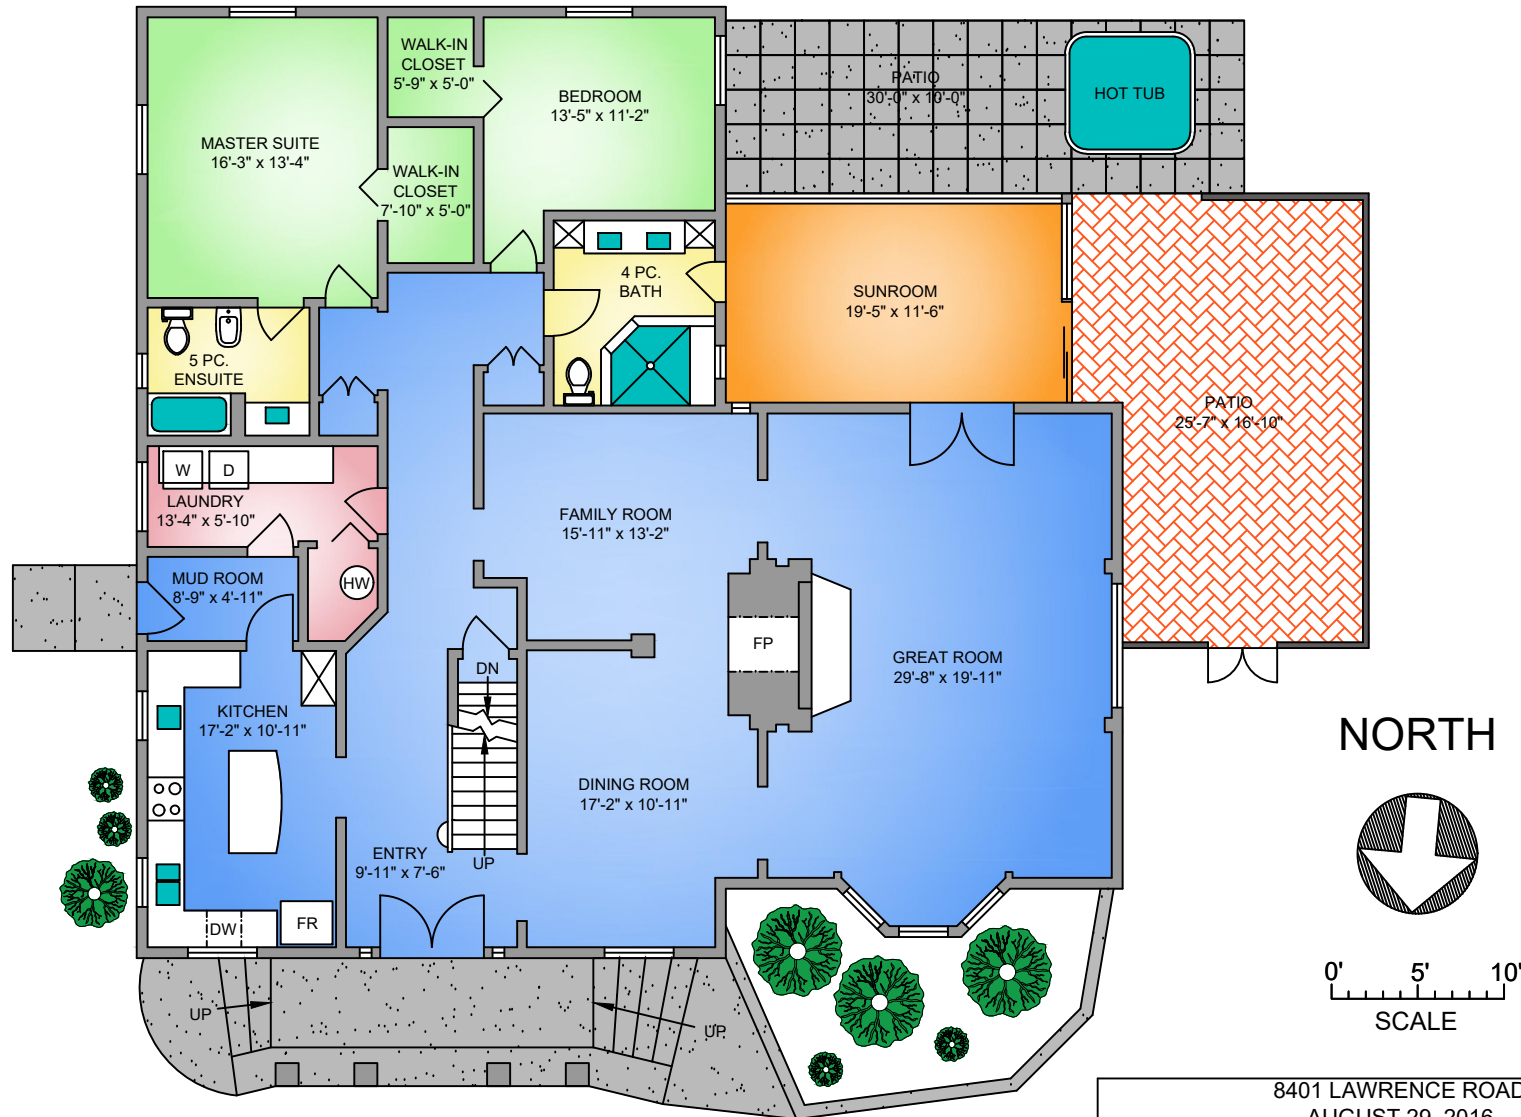 WALK-IN
CLOSET
5'-9" x 5'-0"
BEDROOM
13'-5" x 11'-2"
PATIO
30'-0" x 10'-0"
HOT TUB
MASTER SUITE
16'-3" x 13'-4"
WALK-IN
CLOSET
7'-10" x 5'-0"
4 PC.
BATH
SUNROOM
19'-5" x 11'-6"
5 PC.
ENSUITE
PATIO
25'-7" x 16'-10"
W
D
LAUNDRY
13'-4" x 5'-10"
FAMILY ROOM
15'-11" x 13'-2"
MUD ROOM
8'-9" x 4'-11"
HW
FP
GREAT ROOM
29'-8" x 19'-11"
DN
KITCHEN
17'-2" x 10'-11"
NORTH
DINING ROOM
17'-2" x 10'-11"
ENTRY
9'-11" x 7'-6"
UP
DW
FR
0' 5' 10'
SCALE
UP
UP
8401 LAWRENCE ROAD
AUGUST 29, 2016